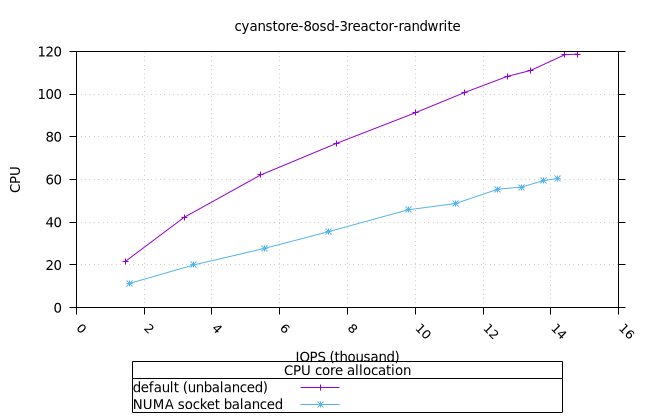 cyanstore-8osd-3reactor-randwrite
120
100
80
60
40
20
0
CPU
0 2 4 6 8 10 12 14 16
IOPS (thousand)
CPU core allocation
default (unbalanced)
NUMA socket balanced